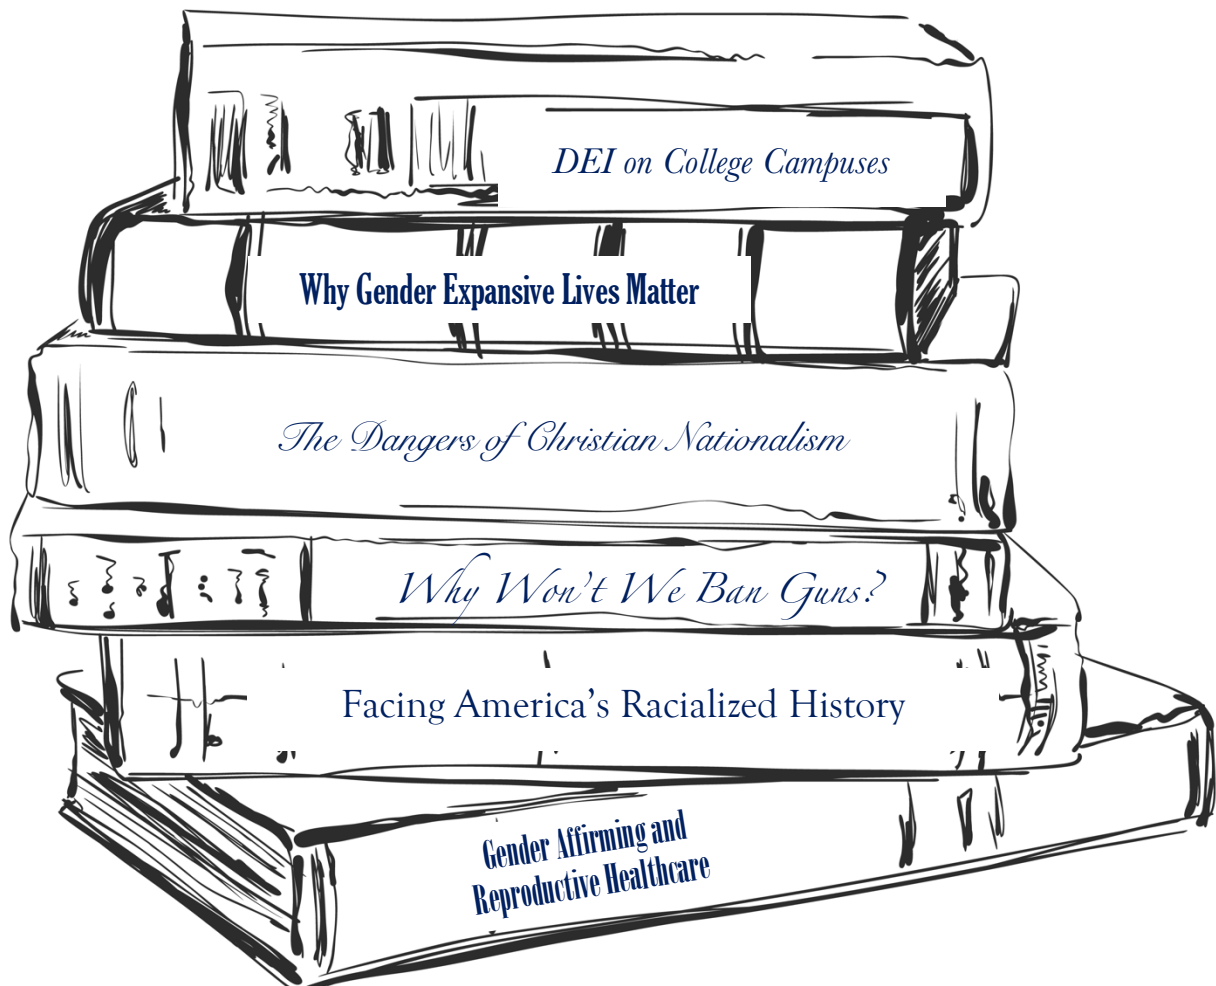 DEI on College Campuses
Why Gender Expansive Lives Matter
The Dangers of Christian Nationalism
Why Won't We Ban Guns?
Facing America's Racialized History
Gender Affirming and
Reproductive Healthcare